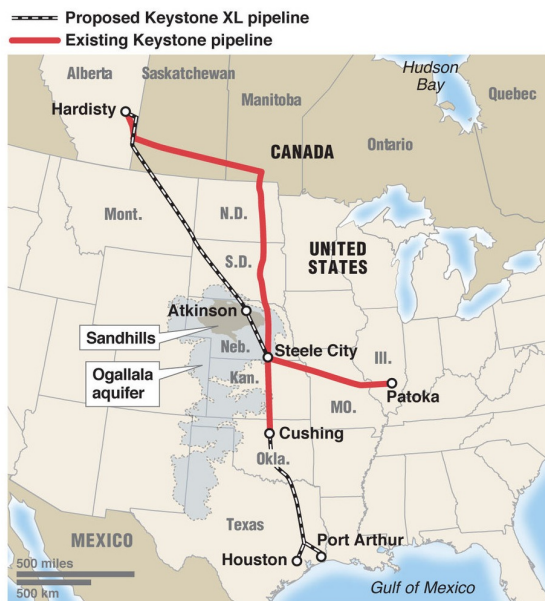 Proposed Keystone XL pipeline
Existing Keystone pipeline
Alberta
Saskatchewan
Hudson
Bay
Manitoba
Quebec
Hardisty
Ontario
CANADA
Mont.
N.D.
UNITED
STATES
S.D.
Atkinson
Sandhills
Neb.
Steele City
Ill.
Ogallala
aquifer
Kan.
Patoka
MO.
Cushing
Okla.
Texas
Port Arthur
MEXICO
Houston
500 miles
500 km
Gulf of Mexico